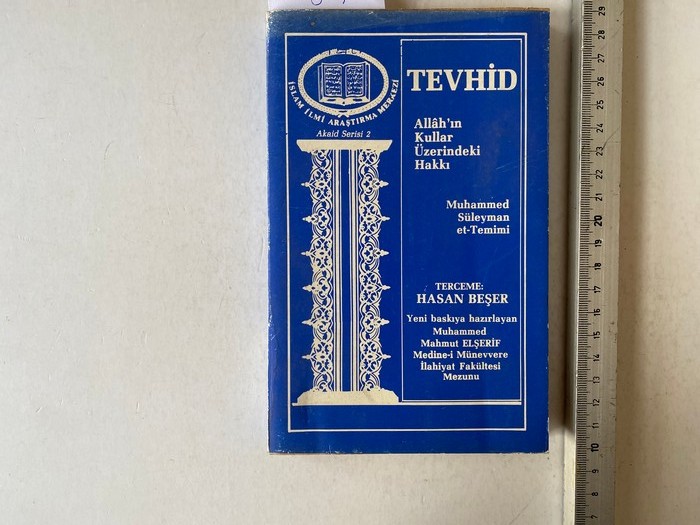 İSLAM İLMİ ARAŞTIRMA MERKEZİ
Akaid Serisi 2
TEVHİD
Allâh'ın
Kullar
Üzerindeki
Hakkı
Muhammed
Süleyman
et-Temimi
TERCEME:
HASAN BEŞER
Yeni baskıya hazırlayan
Muhammed
Mahmut ELŞERİF
Medine-i Münevvere
İlahiyat Fakültesi
Mezunu
29
28
27
26
25
24
23
22
21
20
19
18
17
16
15
14
13
12
11
10
9
8
7